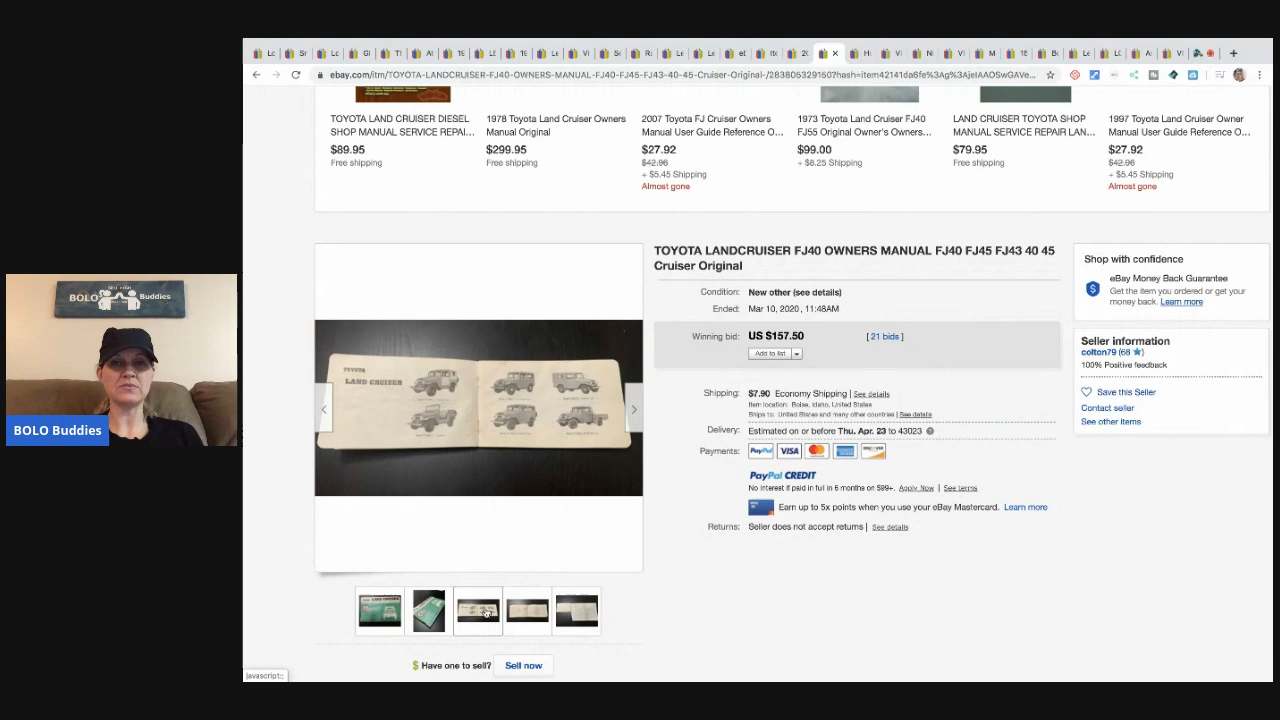 ebay.com/itm/TOYOTA-LANDCRUISER-FJ40-OWNERS-MANUAL-FJ40-FJ45-FJ43-40-45-Cruiser-Original-/283805329150?hash=item42141da6fe%3Ag%3AjeIAAOSwGAVe...
TOYOTA LAND CRUISER DIESEL
SHOP MANUAL SERVICE REPAI...
$89.95
Free shipping
1978 Toyota Land Cruiser Owners
Manual Original
$299.95
Free shipping
2007 Toyota FJ Cruiser Owners
Manual User Guide Reference O...
$27.92
$42.96
+ $5.45 Shipping
Almost gone
1973 Toyota Land Cruiser FJ40
FJ55 Original Owner's Owners...
$99.00
+ $8.25 Shipping
LAND CRUISER TOYOTA SHOP
MANUAL SERVICE REPAIR LAN...
$79.95
Free shipping
1997 Toyota Land Cruiser Owner
Manual User Guide Reference O...
$27.92
$42.96
+ $5.45 Shipping
Almost gone
TOYOTA LANDCRUISER FJ40 OWNERS MANUAL FJ40 FJ45 FJ43 40 45
Cruiser Original
Condition: New other (see details)
Ended: Mar 10, 2020 , 11:48AM
Winning bid: US $157.50 [ 21 bids ]
Add to list
Shipping: $7.90 Economy Shipping | See details
Item location: Boise, Idaho, United States
Ships to: United States and many other countries | See details
Delivery: Estimated on or before Thu. Apr. 23 to 43023
Payments: PayPal VISA
PayPal CREDIT
No interest if paid in full in 6 months on $99+. Apply Now | See terms
Earn up to 5x points when you use your eBay Mastercard. Learn more
Returns: Seller does not accept returns | See details
Shop with confidence
eBay Money Back Guarantee
Get the item you ordered or get your
money back. Learn more
Seller information
colton79 (68 )
100% Positive feedback
Save this Seller
Contact seller
See other items
TOYOTA
LAND CRUISER
$ Have one to sell? Sell now
javascript:;
SELL HIGH
BOLO Buddies
BOLO Buddies